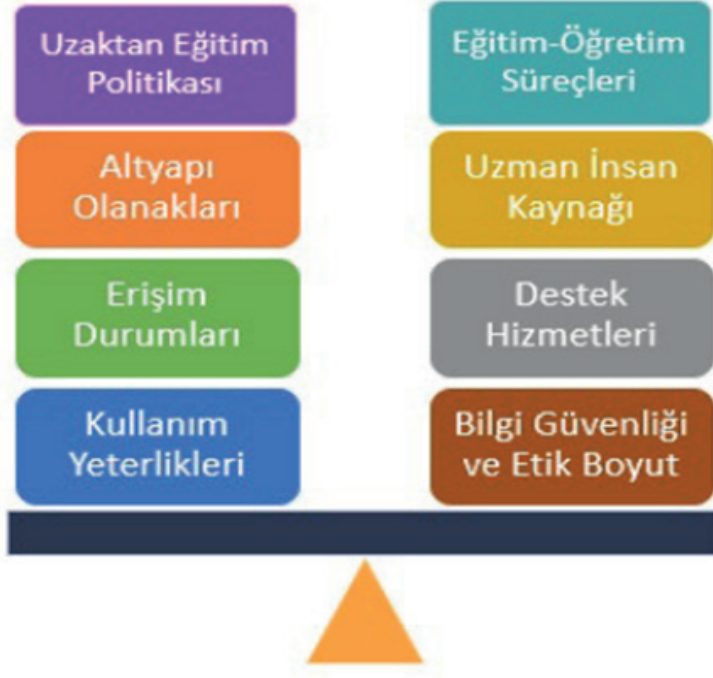 Uzaktan Eğitim
Politikası
Eğitim-Öğretim
Süreçleri
Altyapı
Olanakları
Uzman İnsan
Kaynağı
Erişim
Durumları
Destek
Hizmetleri
Kullanım
Yeterlikleri
Bilgi Güvenliği
ve Etik Boyut